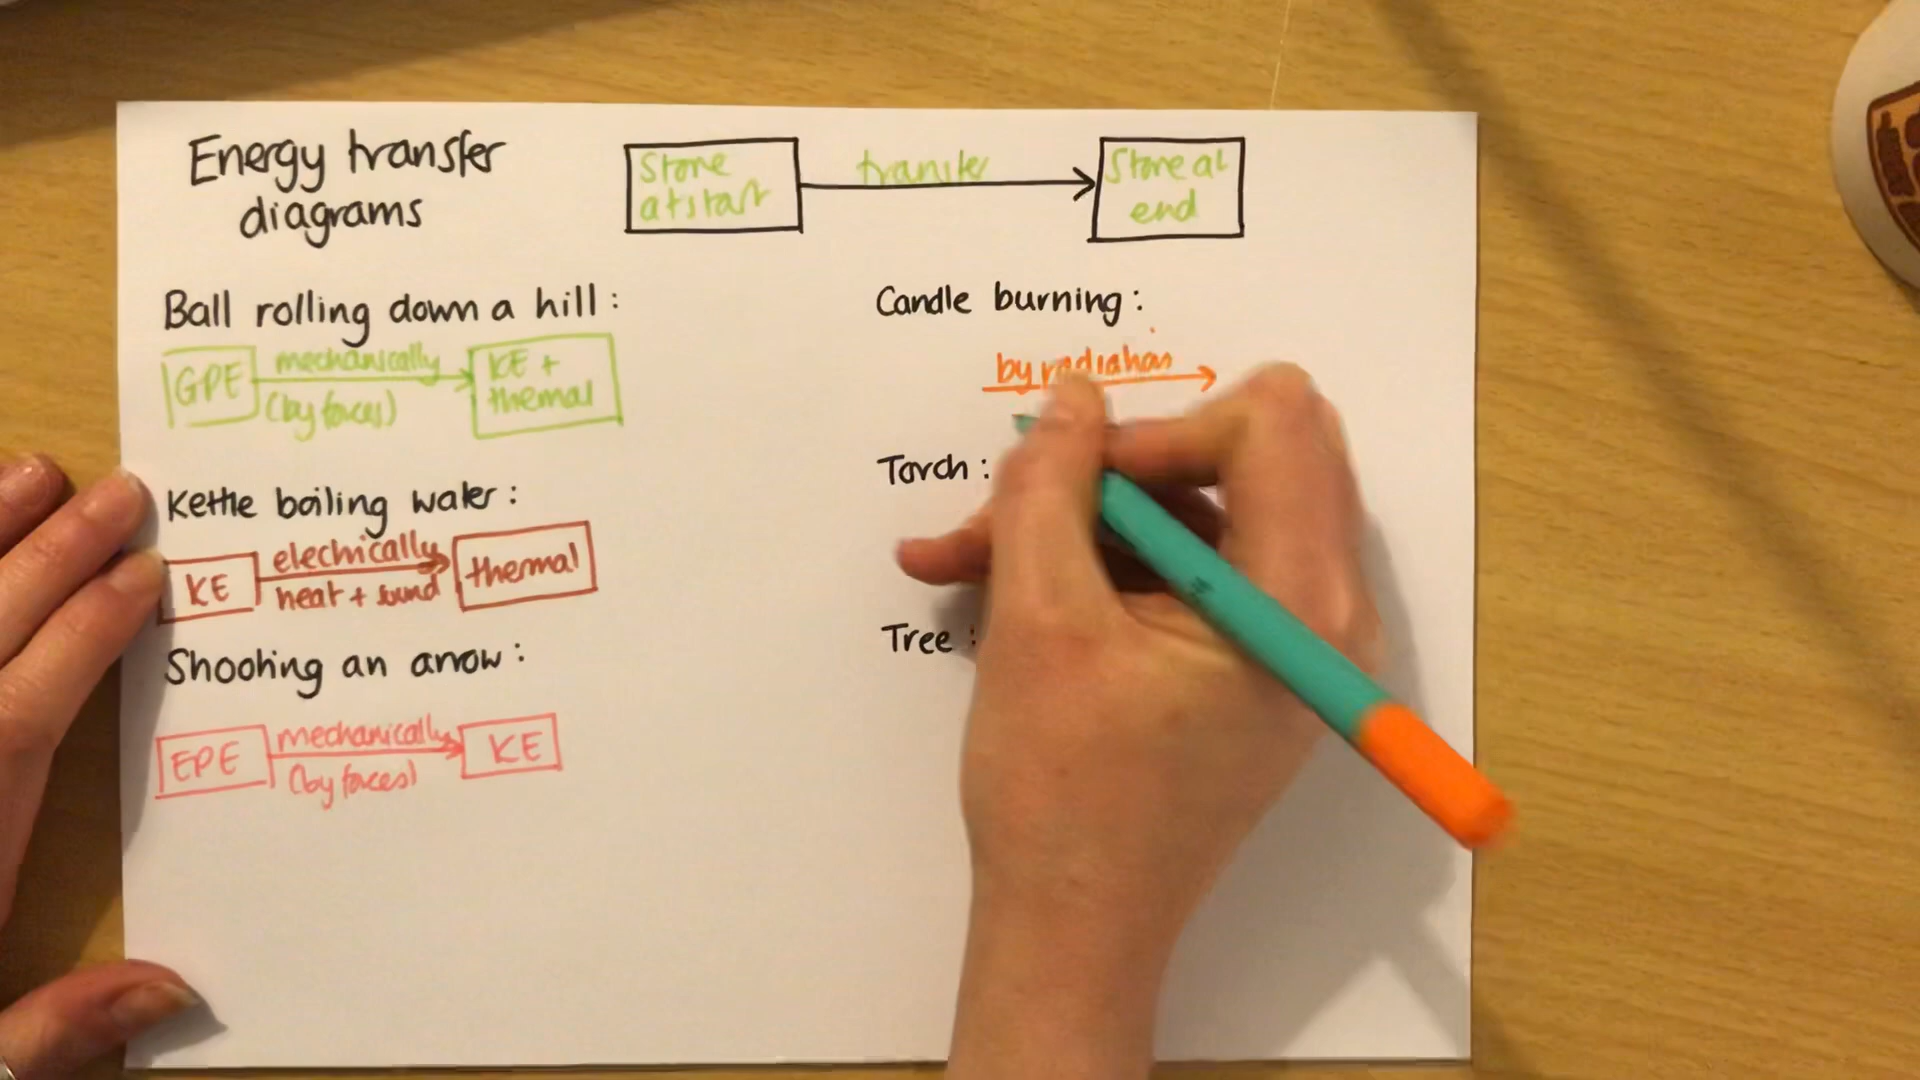 Energy transfer
diagrams
Store
at start
transfer
Store at
end
Ball rolling down a hill:
GPE
mechanically
(by forces)
KE +
themal
Kettle boiling water:
KE
electrically
heat + sound
thermal
Shooting an arrow:
EPE
mechanically
(by forces)
KE
Candle burning:
by radiation
Torch:
Tree: